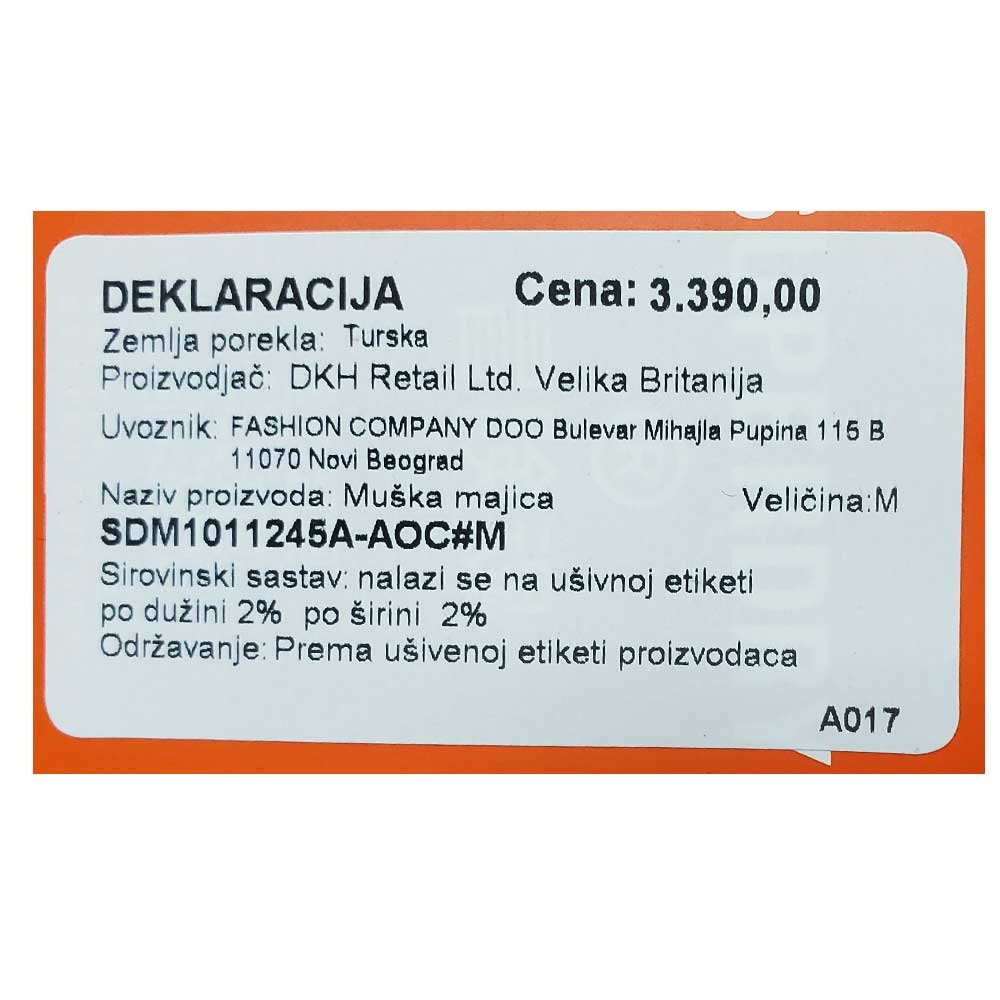 DEKLARACIJA Cena: 3.390,00
Zemlja porekla: Turska
Proizvodjač: DKH Retail Ltd. Velika Britanija
Uvoznik: FASHION COMPANY DOO Bulevar Mihajla Pupina 115 B
11070 Novi Beograd
Naziv proizvoda: Muška majica Veličina:M
SDM1011245A-AOC#M
Sirovinski sastav: nalazi se na ušivnoj etiketi
po dužini 2% po širini 2%
Održavanje: Prema ušivenoj etiketi proizvodaca
A017